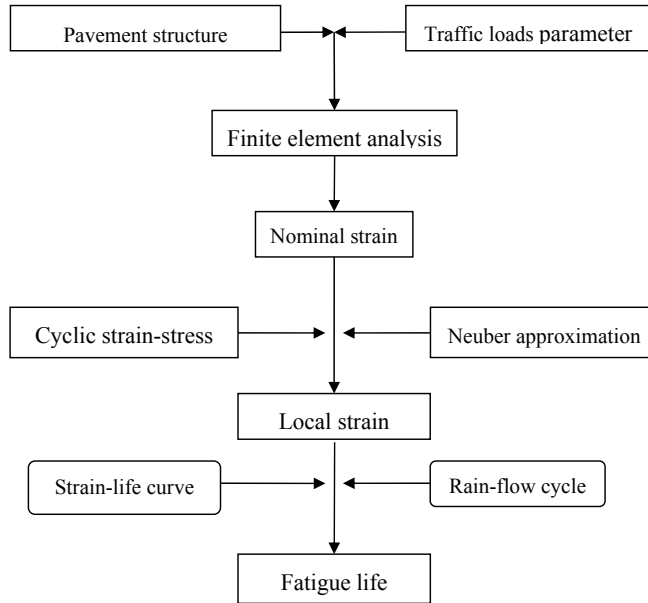 Pavement structure
Traffic loads parameter
Finite element analysis
Nominal strain
Cyclic strain-stress
Neuber approximation
Local strain
Strain-life curve
Rain-flow cycle
Fatigue life